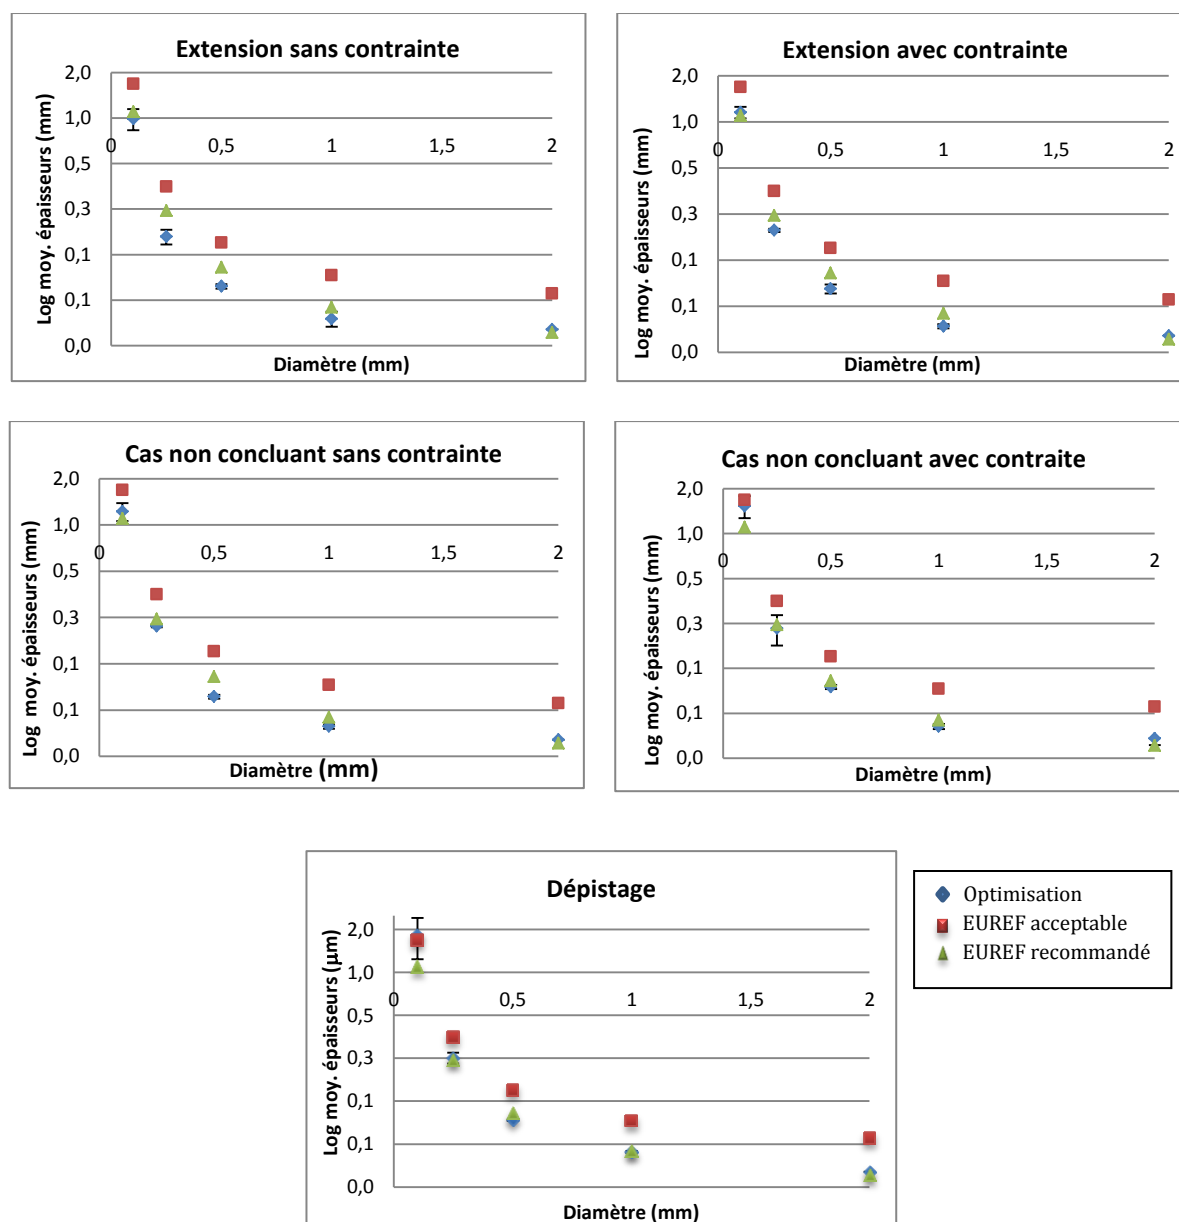 Extension sans contrainte
Log moy. épaisseurs (mm)
2,0
1,0
0 0,5 1 1,5 2
0,5
0,3
0,1
0,1
0,0
Diamètre (mm)
Extension avec contrainte
Log moy. épaisseurs (mm)
2,0
1,0
0 0,5 1 1,5 2
0,5
0,3
0,1
0,1
0,0
Diamètre (mm)
Cas non concluant sans contrainte
Log moy. épaisseurs (mm)
2,0
1,0
0 0,5 1 1,5 2
0,5
0,3
0,1
0,1
0,0
Diamètre (mm)
Cas non concluant avec contraite
Log moy. épaisseurs (mm)
2,0
1,0
0 0,5 1 1,5 2
0,5
0,3
0,1
0,1
0,0
Diamètre (mm)
Dépistage
Log moy. épaisseurs (µm)
2,0
1,0
0 0,5 1 1,5 2
0,5
0,3
0,1
0,1
0,0
Diamètre (mm)
Optimisation
EUREF acceptable
EUREF recommandé